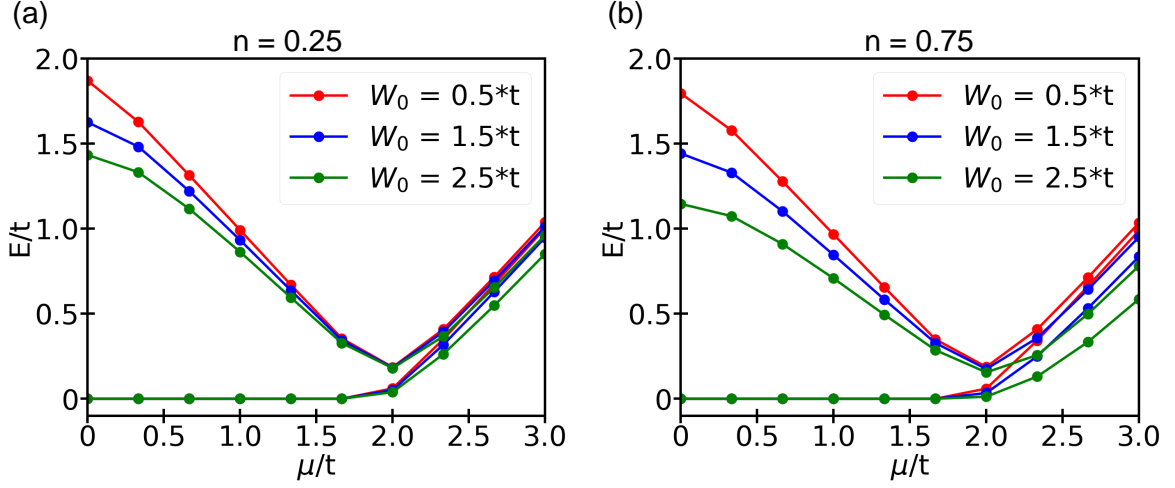 (a)
n = 0.25
2.0
1.5
1.0
0.5
0
E/t
W₀ = 0.5*t
W₀ = 1.5*t
W₀ = 2.5*t
0 0.5 1.0 1.5 2.0 2.5 3.0
μ/t
(b)
n = 0.75
2.0
1.5
1.0
0.5
0
E/t
W₀ = 0.5*t
W₀ = 1.5*t
W₀ = 2.5*t
0 0.5 1.0 1.5 2.0 2.5 3.0
μ/t